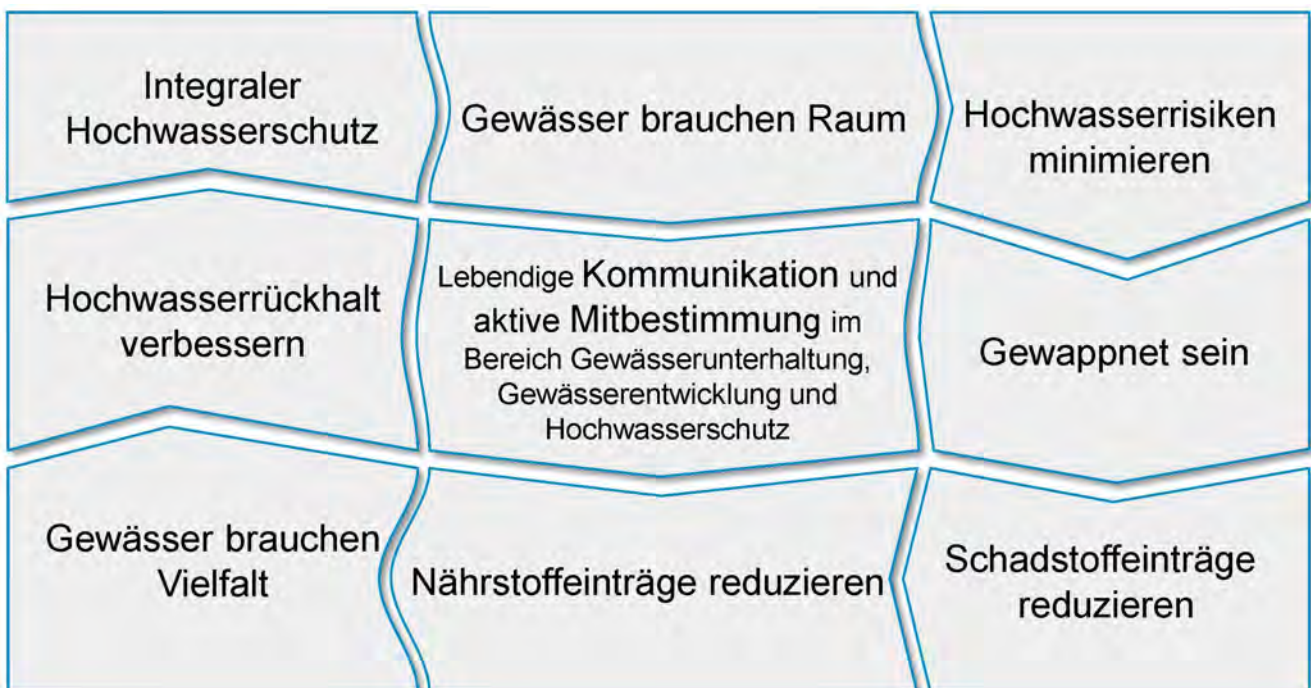 Integraler
Hochwasserschutz
Gewässer brauchen Raum
Hochwasserrisiken
minimieren
Hochwasserrückhalt
verbessern
Lebendige Kommunikation und
aktive Mitbestimmung im
Bereich Gewässerunterhaltung,
Gewässerentwicklung und
Hochwasserschutz
Gewappnet sein
Gewässer brauchen
Vielfalt
Nährstoffeinträge reduzieren
Schadstoffeinträge
reduzieren